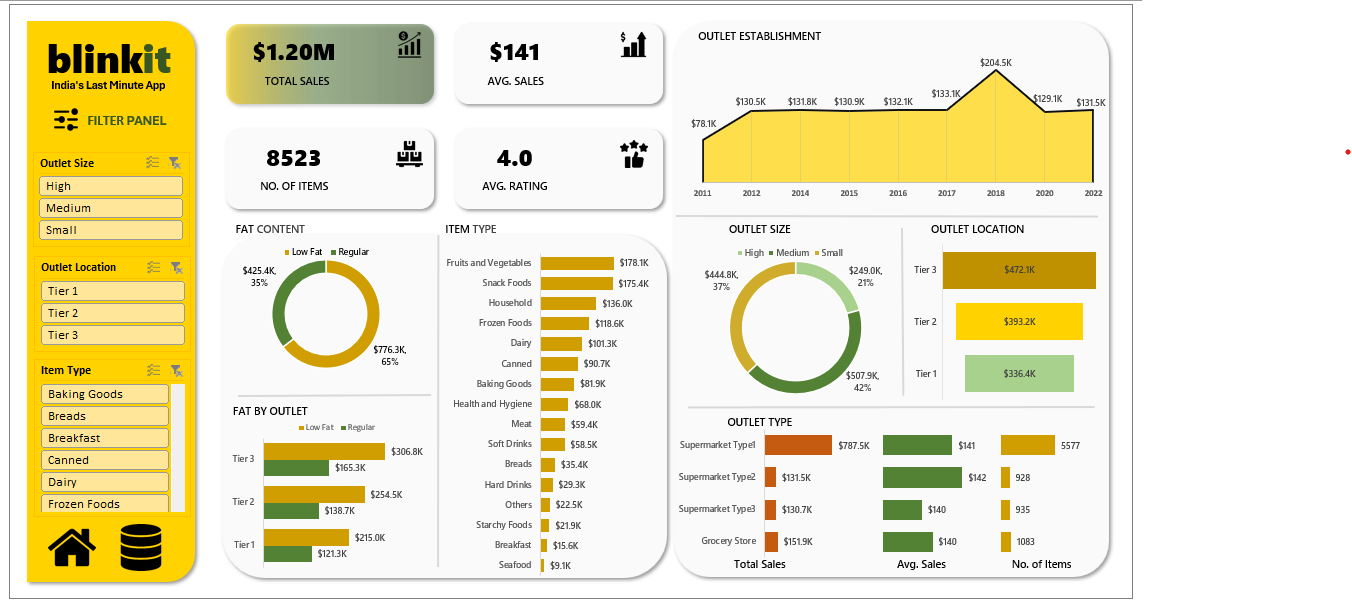 blinkit
India's Last Minute App
FILTER PANEL
Outlet Size
High
Medium
Small
Outlet Location
Tier 1
Tier 2
Tier 3
Item Type
Baking Goods
Breads
Breakfast
Canned
Dairy
Frozen Foods
$1.20M
TOTAL SALES
$141
AVG. SALES
8523
NO. OF ITEMS
4.0
AVG. RATING
FAT CONTENT
Low Fat Regular
$425.4K,
35%
$776.3K,
65%
FAT BY OUTLET
Low Fat Regular
Tier 3 $306.8K
$165.3K
Tier 2 $254.5K
$138.7K
Tier 1 $215.0K
$121.3K
ITEM TYPE
Fruits and Vegetables $178.1K
Snack Foods $175.4K
Household $136.0K
Frozen Foods $118.6K
Dairy $101.3K
Canned $90.7K
Baking Goods $81.9K
Health and Hygiene $68.0K
Meat $59.4K
Soft Drinks $58.5K
Breads $35.4K
Hard Drinks $29.3K
Others $22.5K
Starchy Foods $21.9K
Breakfast $15.6K
Seafood $9.1K
OUTLET ESTABLISHMENT
$78.1K $130.5K $131.8K $130.9K $132.1K $133.1K $204.5K $129.1K $131.5K
2011 2012 2014 2015 2016 2017 2018 2020 2022
OUTLET SIZE
High Medium Small
$444.8K,
37%
$249.0K,
21%
$507.9K,
42%
OUTLET LOCATION
Tier 3 $472.1K
Tier 2 $393.2K
Tier 1 $336.4K
OUTLET TYPE
Supermarket Type1 $787.5K $141 5577
Supermarket Type2 $131.5K $142 928
Supermarket Type3 $130.7K $140 935
Grocery Store $151.9K $140 1083
Total Sales Avg. Sales No. of Items